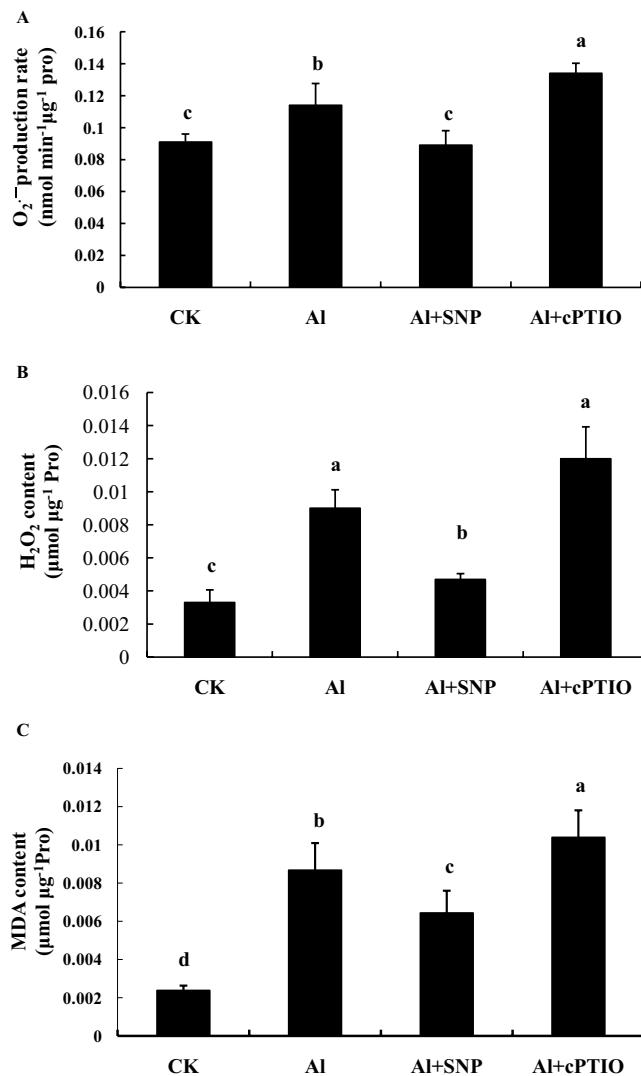 A
O₂·⁻ production rate
(nmol min⁻¹μg⁻¹ pro)
0.16
0.14
0.12
0.1
0.08
0.06
0.04
0.02
0
c
b
c
a
CK
Al
Al+SNP
Al+cPTIO
B
H₂O₂ content
(μmol μg⁻¹ Pro)
0.016
0.014
0.012
0.01
0.008
0.006
0.004
0.002
0
c
a
b
a
CK
Al
Al+SNP
Al+cPTIO
C
MDA content
(μmol μg⁻¹Pro)
0.014
0.012
0.01
0.008
0.006
0.004
0.002
0
d
b
c
a
CK
Al
Al+SNP
Al+cPTIO